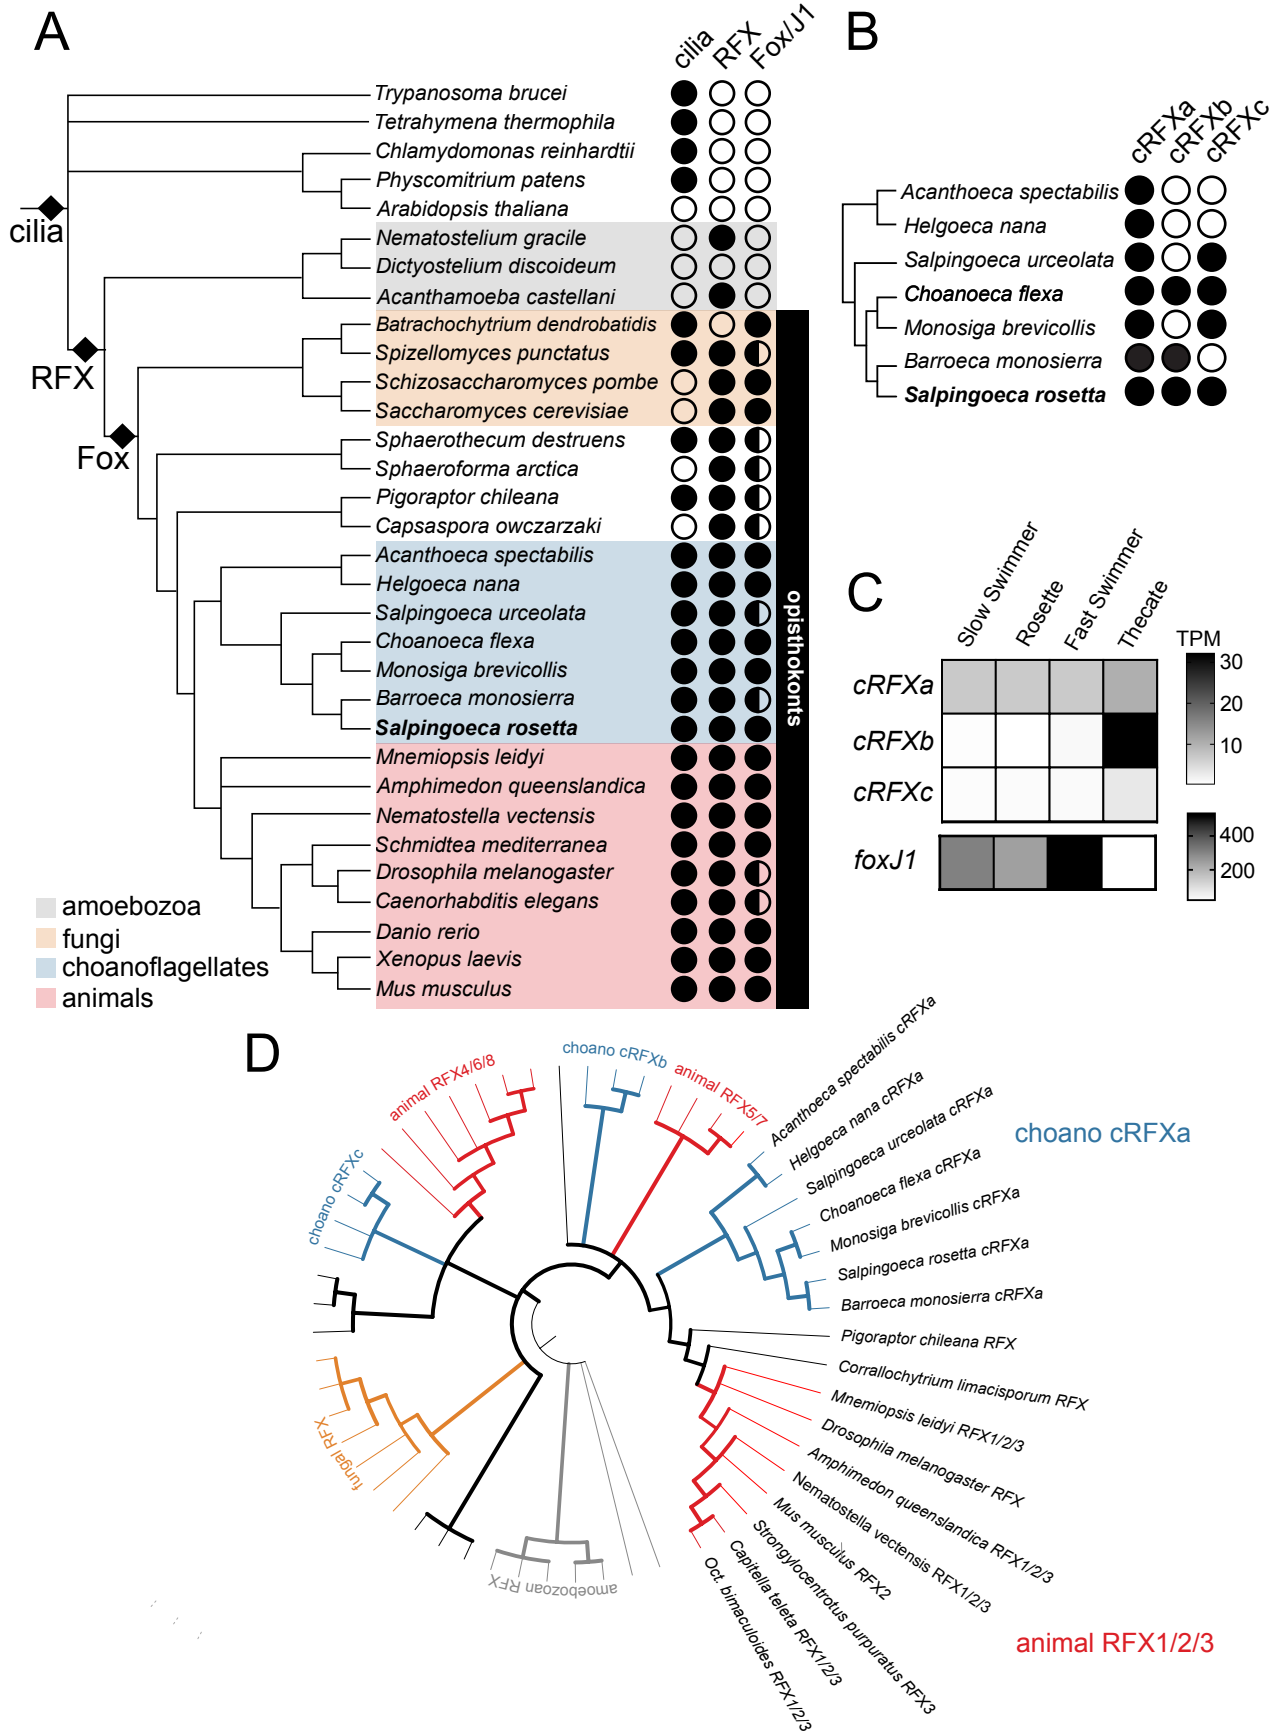 A
cilia
RFX
Fox/J1
Trypanosoma brucei
Tetrahymena thermophila
Chlamydomonas reinhardtii
Physcomitrium patens
Arabidopsis thaliana
Nematostelium gracile
Dictyostelium discoideum
Acanthamoeba castellani
Batrachochytrium dendrobatidis
Spizellomyces punctatus
Schizosaccharomyces pombe
Saccharomyces cerevisiae
Sphaerothecum destruens
Sphaeroforma arctica
Pigoraptor chileana
Capsaspora owczarzaki
Acanthoeca spectabilis
Helgoeca nana
Salpingoeca urceolata
Choanoeca flexa
Monosiga brevicollis
Barroeca monosierra
Salpingoeca rosetta
Mnemiopsis leidyi
Amphimedon queenslandica
Nematostella vectensis
Schmidtea mediterranea
Drosophila melanogaster
Caenorhabditis elegans
Danio rerio
Xenopus laevis
Mus musculus
cilia
RFX
Fox
opisthokonts
amoebozoa
fungi
choanoflagellates
animals
B
cRFXa
cRFXb
cRFXc
Acanthoeca spectabilis
Helgoeca nana
Salpingoeca urceolata
Choanoeca flexa
Monosiga brevicollis
Barroeca monosierra
Salpingoeca rosetta
C
Slow Swimmer
Rosette
Fast Swimmer
Thecate
TPM
cRFXa
cRFXb
cRFXc
foxJ1
30
20
10
400
200
D
choano cRFXc
animal RFX4/6/8
choano cRFXb
animal RFX5/7
Acanthoeca spectabilis cRFXa
Helgoeca nana cRFXa
Salpingoeca urceolata cRFXa
Choanoeca flexa cRFXa
Monosiga brevicollis cRFXa
Salpingoeca rosetta cRFXa
Barroeca monosierra cRFXa
choano cRFXa
Pigoraptor chileana RFX
Corrallochytrium limacisporum RFX
Mnemiopsis leidyi RFX1/2/3
Drosophila melanogaster RFX
Amphimedon queenslandica RFX1/2/3
Nematostella vectensis RFX1/2/3
Mus musculus RFX2
Strongylocentrotus purpuratus RFX3
Capitella teleta RFX1/2/3
Oct. bimaculoides RFX1/2/3
animal RFX1/2/3
amoebozoan RFX
fungal RFX